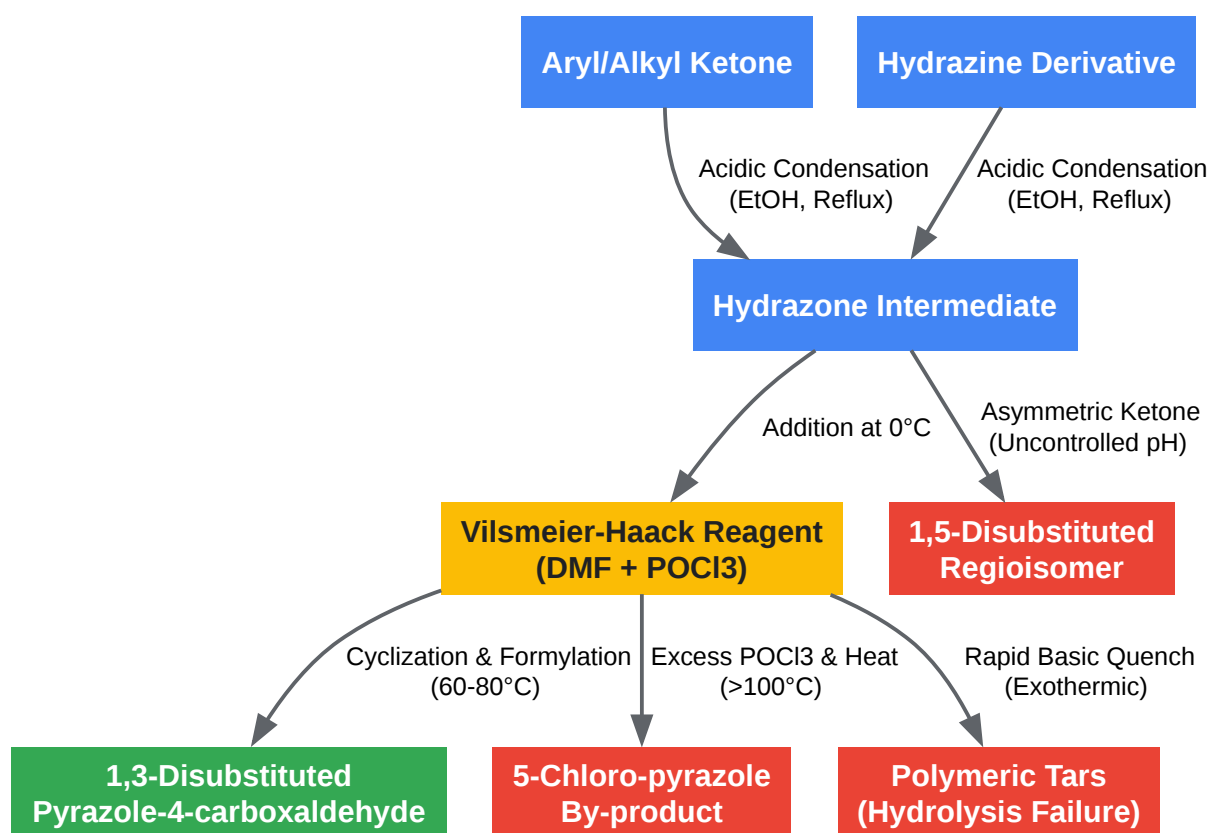 Aryl/Alkyl Ketone
Hydrazine Derivative
Acidic Condensation
(EtOH, Reflux)
Acidic Condensation
(EtOH, Reflux)
Hydrazone Intermediate
Addition at 0°C
Asymmetric Ketone
(Uncontrolled pH)
Vilsmeier-Haack Reagent
(DMF + POCl3)
1,5-Disubstituted
Regioisomer
Cyclization & Formylation
(60-80°C)
Excess POCl3 & Heat
(>100°C)
Rapid Basic Quench
(Exothermic)
1,3-Disubstituted
Pyrazole-4-carboxaldehyde
5-Chloro-pyrazole
By-product
Polymeric Tars
(Hydrolysis Failure)